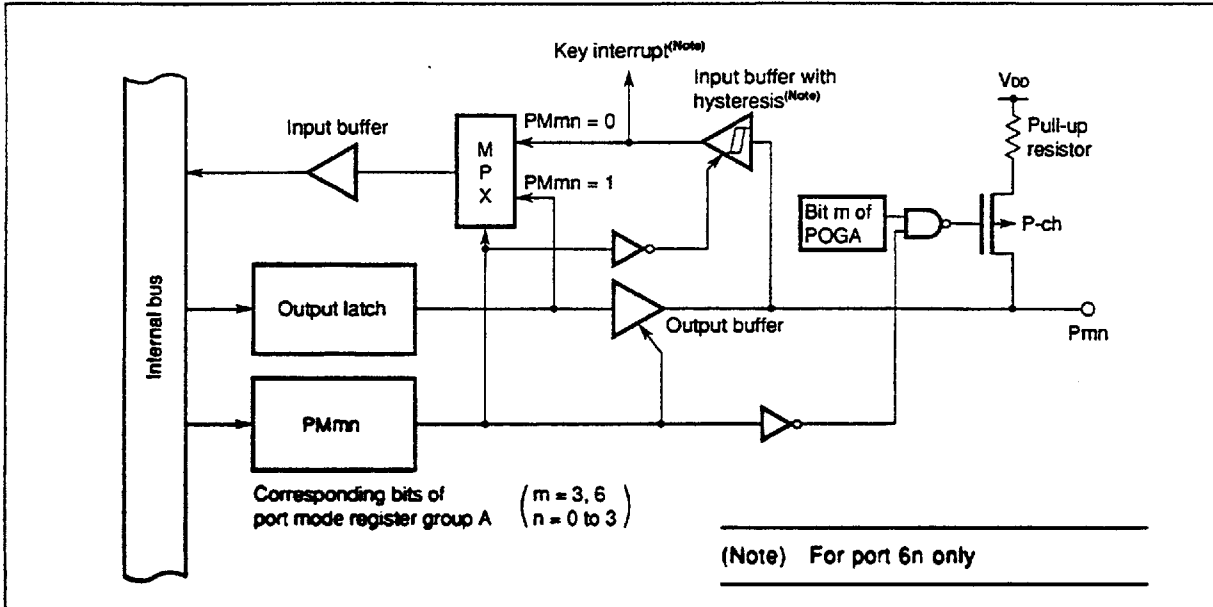 Key interrupt(Note)
Input buffer with
hysteresis(Note)
VDD
Pull-up
resistor
Input buffer
PMmn = 0
M
P
X
PMmn = 1
Bit m of
POGA
P-ch
Internal bus
Output latch
Output buffer
Pmn
PMmn
Corresponding bits of
port mode register group A
( m = 3, 6
n = 0 to 3 )
(Note) For port 6n only